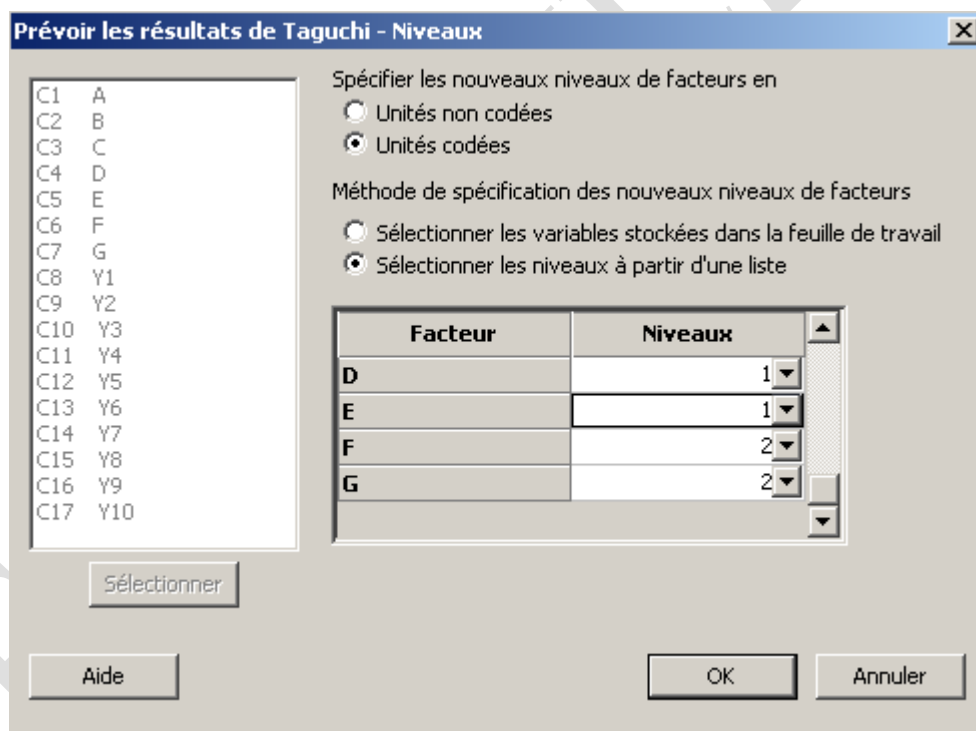 Prévoir les résultats de Taguchi - Niveaux
C1 A
C2 B
C3 C
C4 D
C5 E
C6 F
C7 G
C8 Y1
C9 Y2
C10 Y3
C11 Y4
C12 Y5
C13 Y6
C14 Y7
C15 Y8
C16 Y9
C17 Y10
Sélectionner
Spécifier les nouveaux niveaux de facteurs en
Unités non codées
Unités codées
Méthode de spécification des nouveaux niveaux de facteurs
Sélectionner les variables stockées dans la feuille de travail
Sélectionner les niveaux à partir d'une liste
Facteur Niveaux
D 1
E 1
F 2
G 2
Aide OK Annuler